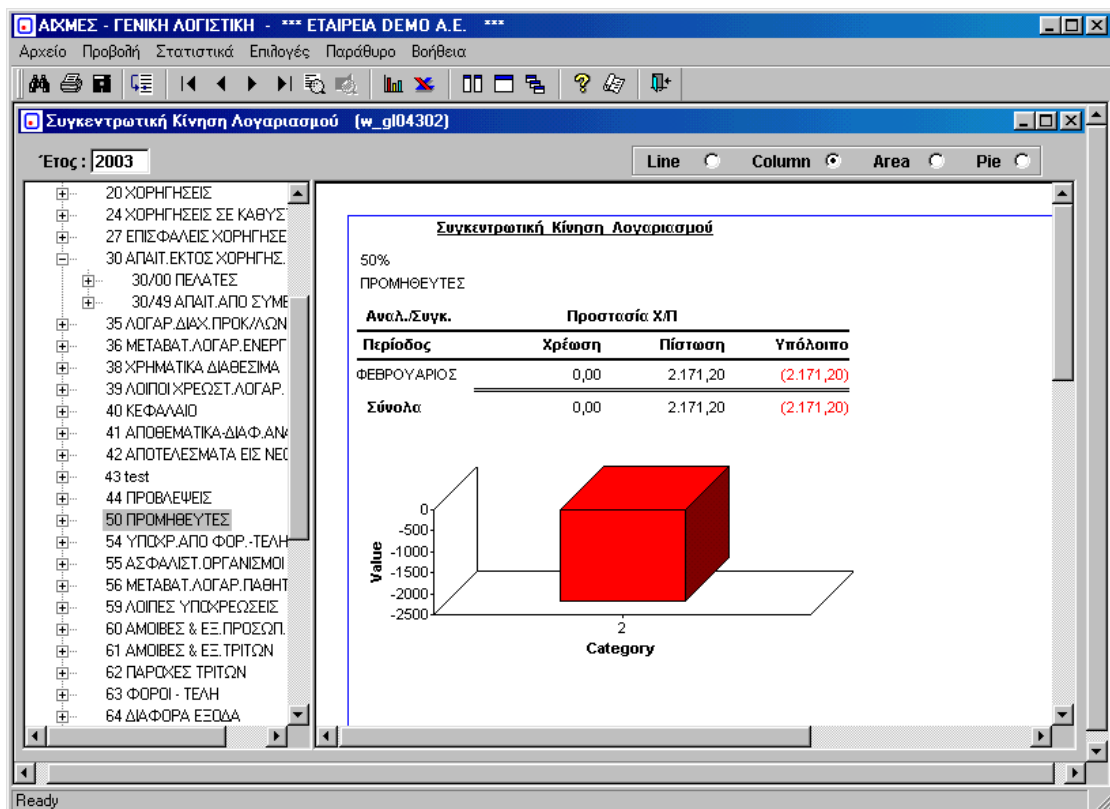 ΑΙΧΜΕΣ - ΓΕΝΙΚΗ ΛΟΓΙΣΤΙΚΗ - *** ΕΤΑΙΡΕΙΑ DEMO A.E. ***
Αρχείο Προβολή Στατιστικά Επιλογές Παράθυρο Βοήθεια
Συγκεντρωτική Κίνηση Λογαριασμού (w_gl04302)
Έτος : 2003
Line Column Area Pie
20 ΧΟΡΗΓΗΣΕΙΣ
24 ΧΟΡΗΓΗΣΕΙΣ ΣΕ ΚΑΘΥΣΤ
27 ΕΠΙΣΦΑΛΕΙΣ ΧΟΡΗΓΗΣΕ
30 ΑΠΑΙΤ.ΕΚΤΟΣ ΧΟΡΗΓΗΣ.
30/00 ΠΕΛΑΤΕΣ
30/49 ΑΠΑΙΤ.ΑΠΟ ΣΥΜΒ
35 ΛΟΓΑΡ.ΔΙΑΧ.ΠΡΟΚ/ΛΩΝ
36 ΜΕΤΑΒΑΤ.ΛΟΓΑΡ.ΕΝΕΡΓ
38 ΧΡΗΜΑΤΙΚΑ ΔΙΑΘΕΣΙΜΑ
39 ΛΟΙΠΟΙ ΧΡΕΩΣΤ.ΛΟΓΑΡ.
40 ΚΕΦΑΛΑΙΟ
41 ΑΠΟΘΕΜΑΤΙΚΑ-ΔΙΑΦ.ΑΝΑ
42 ΑΠΟΤΕΛΕΣΜΑΤΑ ΕΙΣ ΝΕΟ
43 test
44 ΠΡΟΒΛΕΨΕΙΣ
50 ΠΡΟΜΗΘΕΥΤΕΣ
54 ΥΠΟΧΡ.ΑΠΟ ΦΟΡ.-ΤΕΛΗ
55 ΑΣΦΑΛΙΣΤ.ΟΡΓΑΝΙΣΜΟΙ
56 ΜΕΤΑΒΑΤ.ΛΟΓΑΡ.ΠΑΘΗΤ
59 ΛΟΙΠΕΣ ΥΠΟΧΡΕΩΣΕΙΣ
60 ΑΜΟΙΒΕΣ & ΕΞ.ΠΡΟΣΩΠ.
61 ΑΜΟΙΒΕΣ & ΕΞ.ΤΡΙΤΩΝ
62 ΠΑΡΟΧΕΣ ΤΡΙΤΩΝ
63 ΦΟΡΟΙ - ΤΕΛΗ
64 ΔΙΑΦΟΡΑ ΕΞΟΔΑ
Συγκεντρωτική Κίνηση Λογαριασμού
50%
ΠΡΟΜΗΘΕΥΤΕΣ
Αναλ./Συγκ. Προστασία Χ/Π
Περίοδος Χρέωση Πίστωση Υπόλοιπο
ΦΕΒΡΟΥΑΡΙΟΣ 0,00 2.171,20 (2.171,20)
Σύνολα 0,00 2.171,20 (2.171,20)
0
-500
-1000
-1500
-2000
-2500
Value
2
Category
Ready